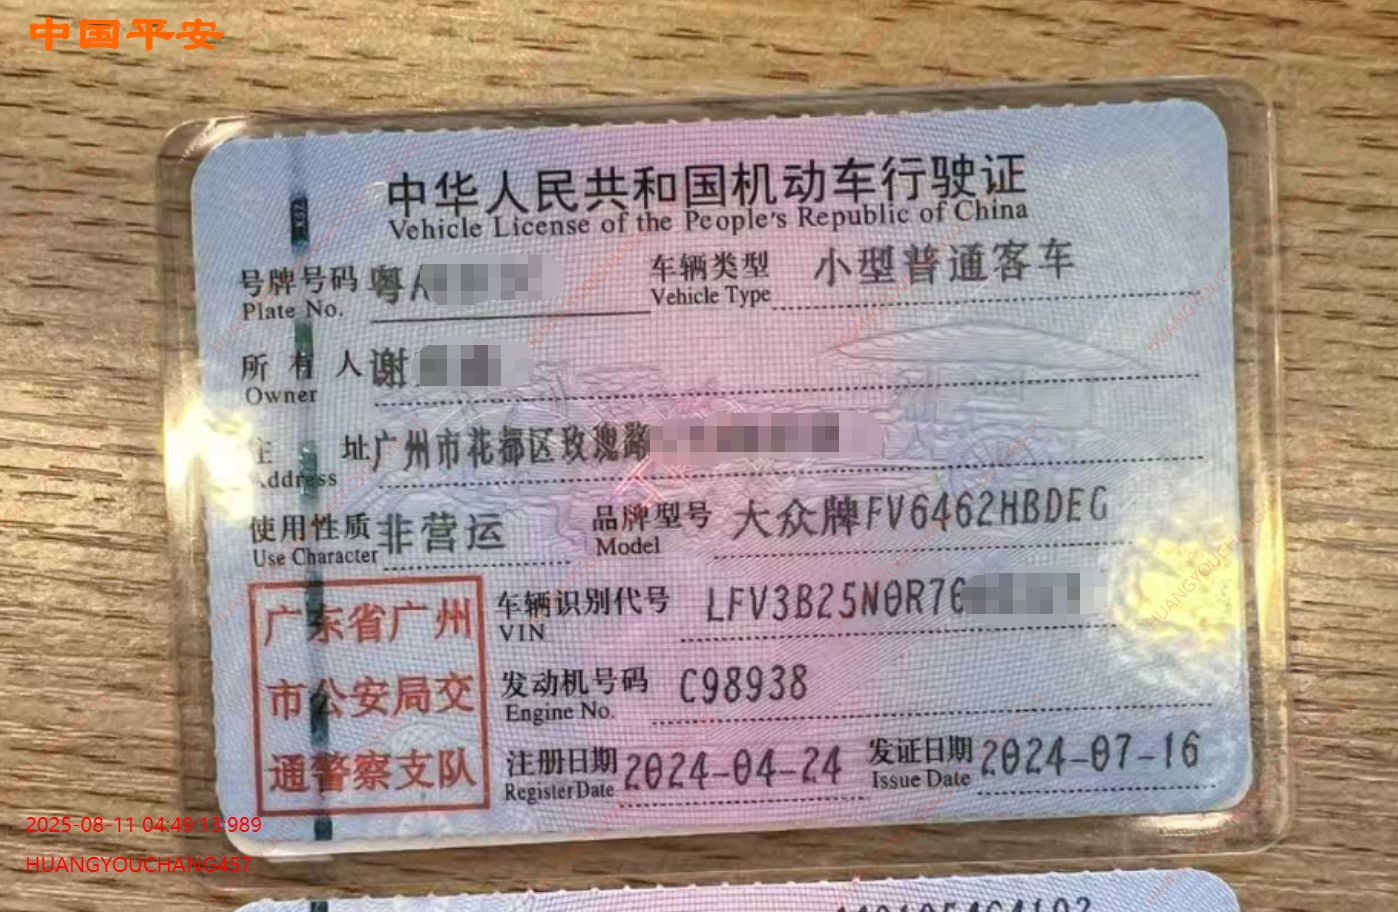 中国平安
中华人民共和国机动车行驶证
Vehicle License of the People's Republic of China
号牌号码 粤A 车辆类型 小型普通客车
Plate No. Vehicle Type
所有人 谢
Owner
住址 广州市花都区玫瑰路
Address
使用性质 非营运 品牌型号 大众牌FV6462HBDEG
Use Character Model
广东省广州
市公安局交
通警察支队
车辆识别代号 LFV3B25N0R76
VIN
发动机号码 C98938
Engine No.
注册日期 2024-04-24 发证日期 2024-07-16
Register Date Issue Date
2025-08-11 04:49:13:989
HUANGYOUCHANG457